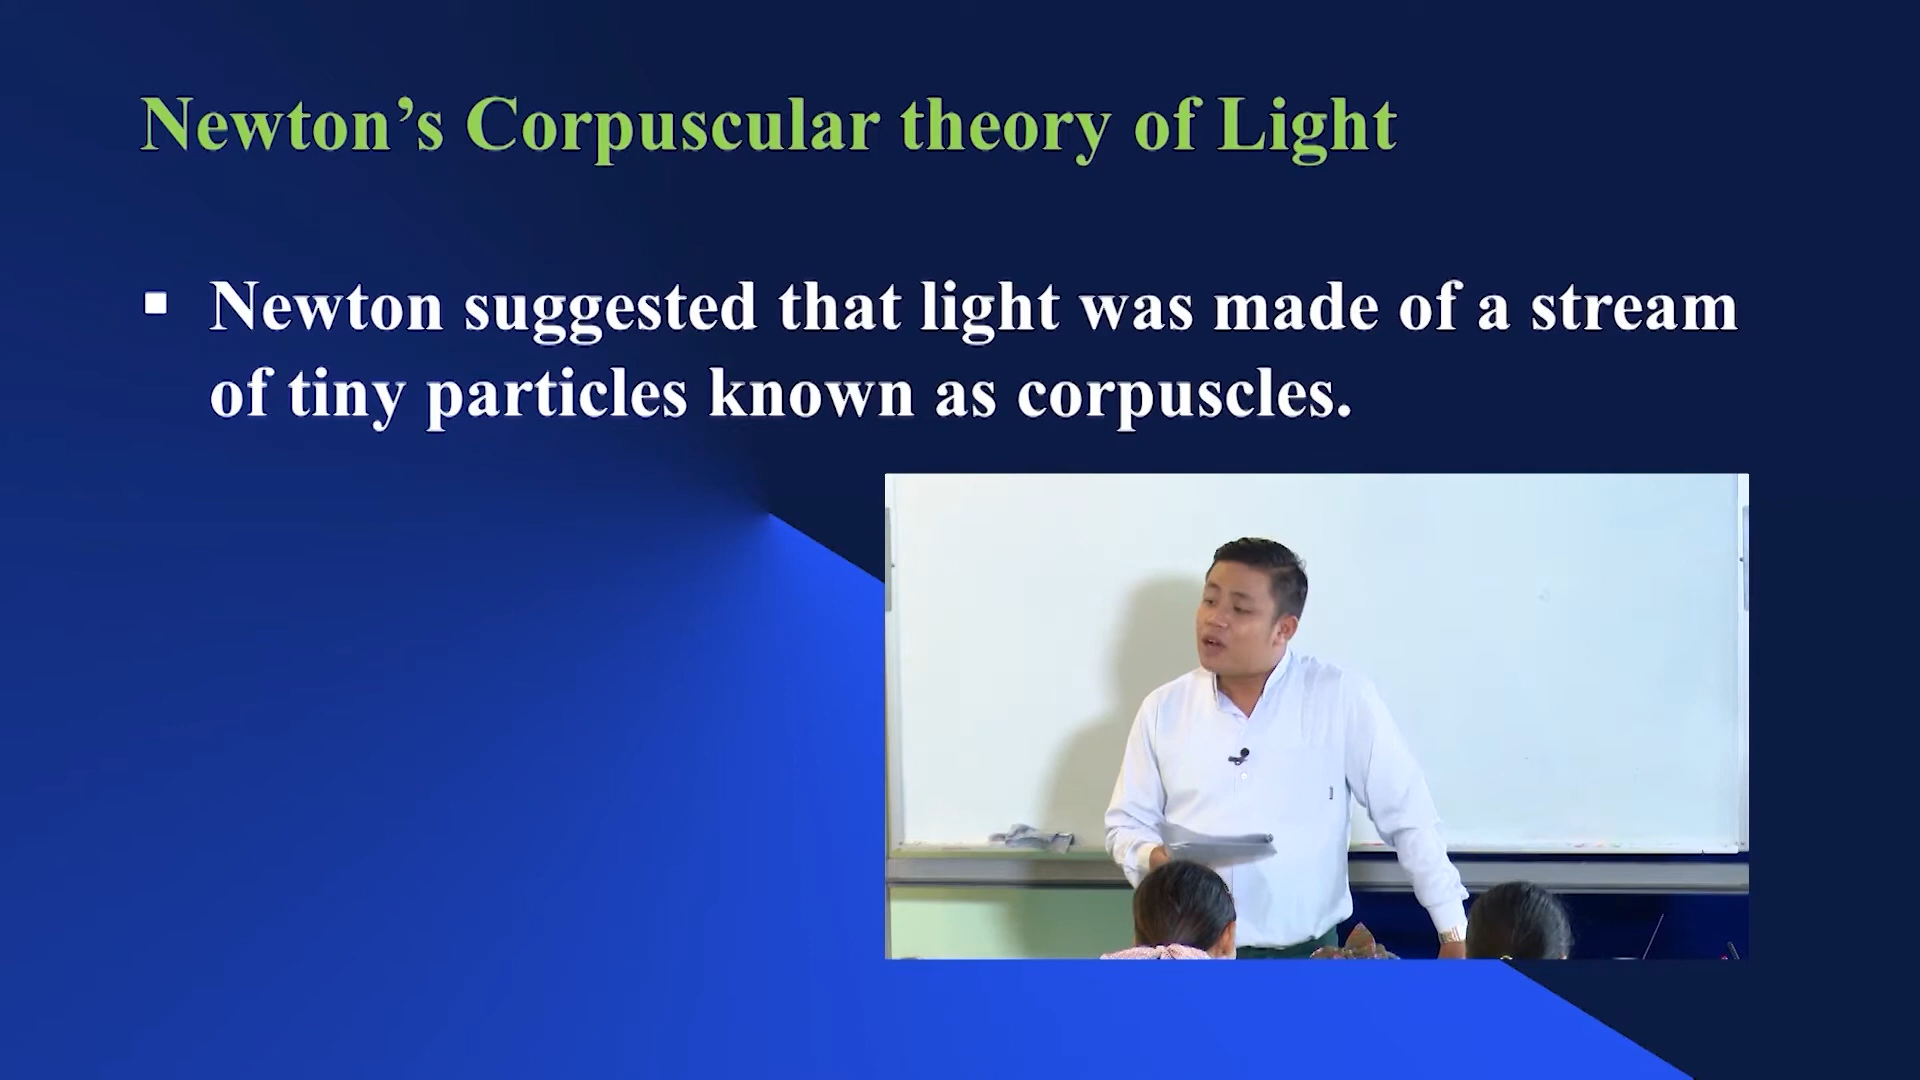 Newton’s Corpuscular theory of Light
▪ Newton suggested that light was made of a stream
of tiny particles known as corpuscles.